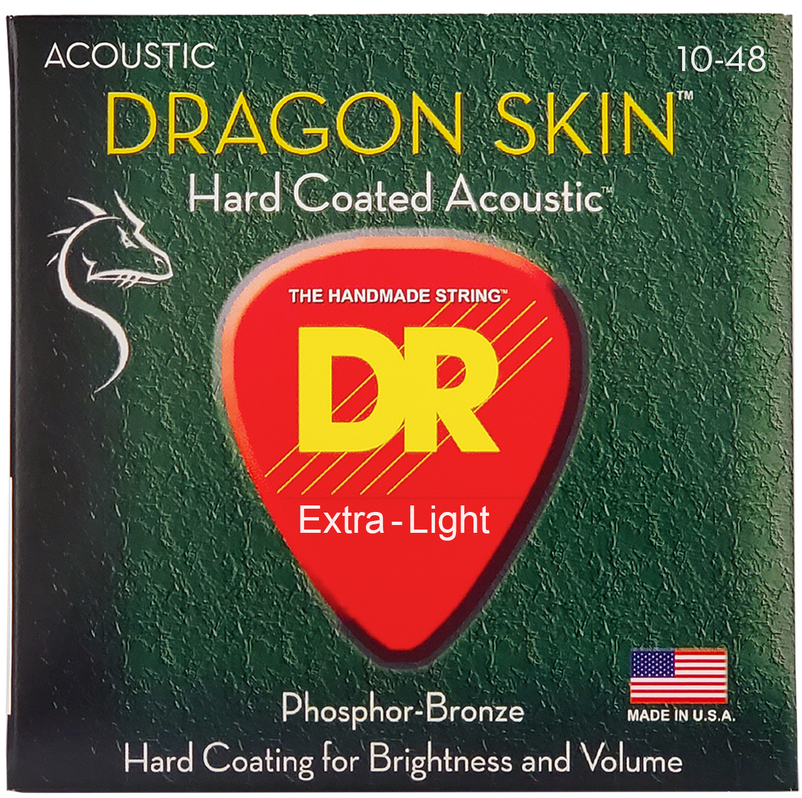 ACOUSTIC 10-48
DRAGON SKIN™
Hard Coated Acoustic™
THE HANDMADE STRING™
DR
Extra-Light
MADE IN U.S.A.
Phosphor-Bronze
Hard Coating for Brightness and Volume